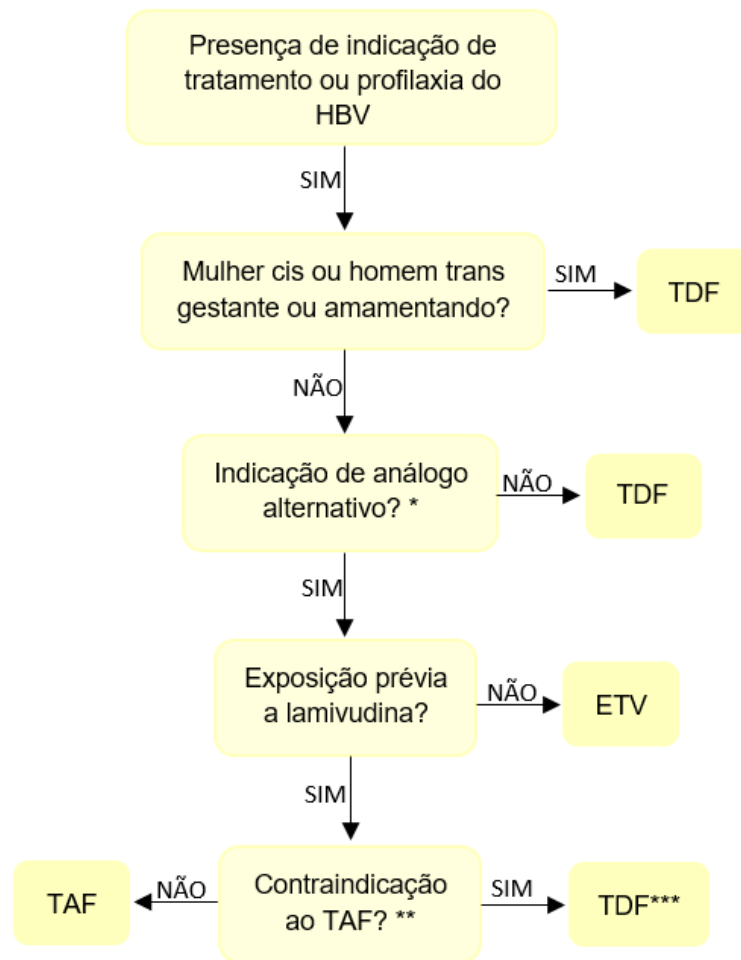 Presença de indicação de
tratamento ou profilaxia do
HBV
SIM
Mulher cis ou homem trans
gestante ou amamentando?
SIM
TDF
NÃO
Indicação de análogo
alternativo? *
NÃO
TDF
SIM
Exposição prévia
a lamivudina?
NÃO
ETV
SIM
TAF
NÃO
Contraindicação
ao TAF? **
SIM
TDF***